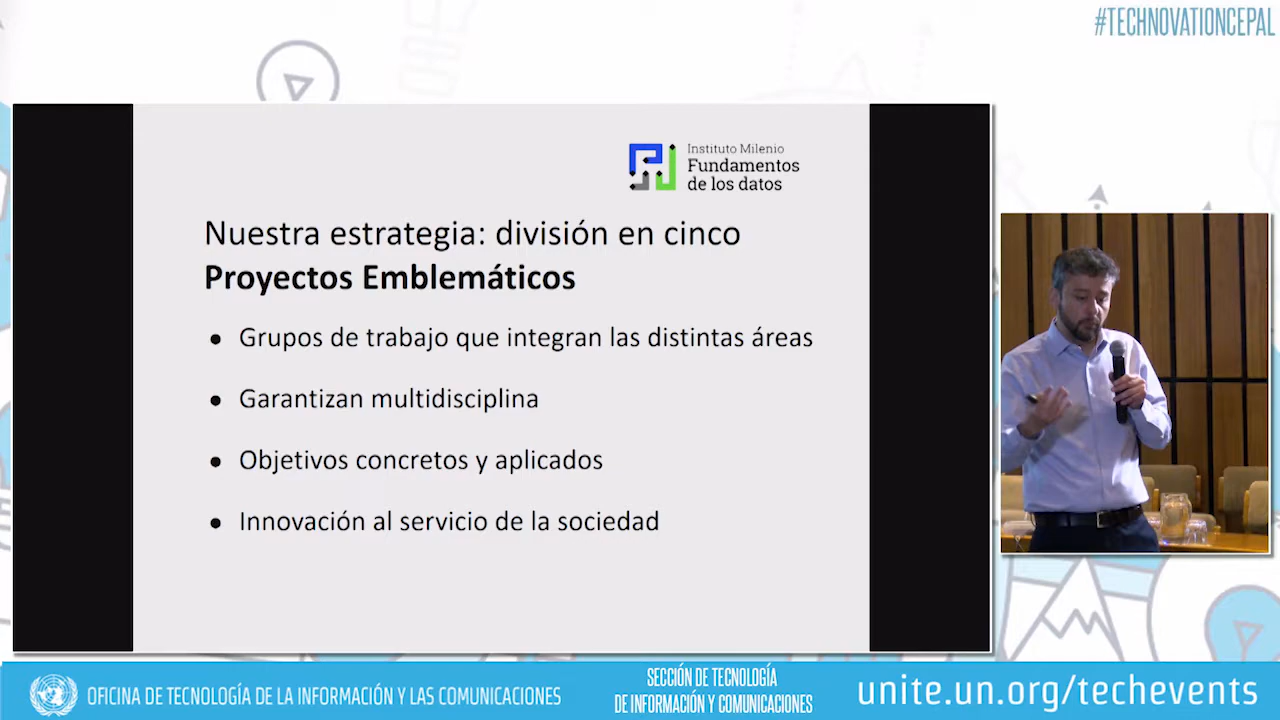 #TECHNOVATIONCEPAL
Instituto Milenio
Fundamentos
de los datos
Nuestra estrategia: división en cinco
Proyectos Emblemáticos
• Grupos de trabajo que integran las distintas áreas
• Garantizan multidisciplina
• Objetivos concretos y aplicados
• Innovación al servicio de la sociedad
OFICINA DE TECNOLOGÍA DE LA INFORMACIÓN Y LAS COMUNICACIONES
SECCIÓN DE TECNOLOGÍA
DE INFORMACIÓN Y COMUNICACIONES
unite.un.org/techevents